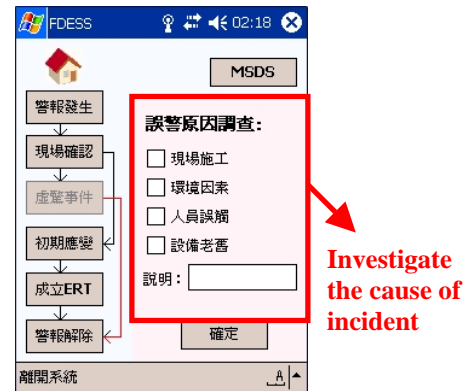 FDESS 02:18
MSDS
警報發生
現場確認
虛驚事件
初期應變
成立ERT
警報解除
誤警原因調查:
現場施工
環境因素
人員誤觸
設備老舊
說明:
確定
離開系統
A
Investigate
the cause of
incident